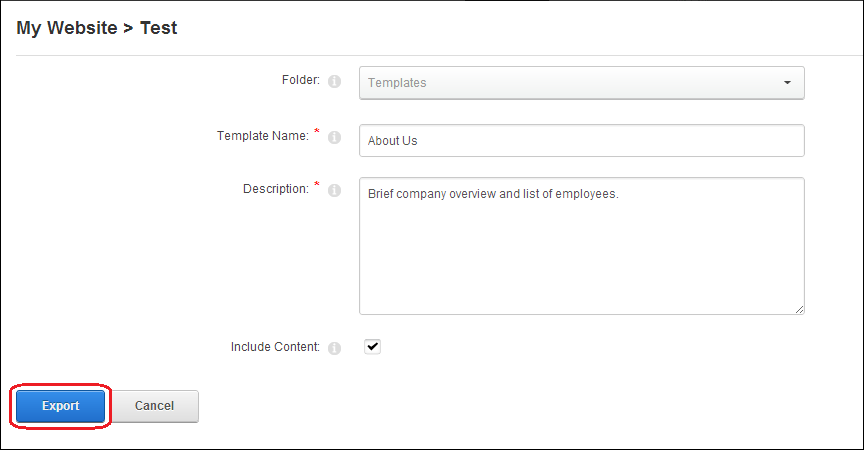 My Website > Test
Folder: Templates
Template Name: * About Us
Description: * Brief company overview and list of employees.
Include Content:
Export Cancel